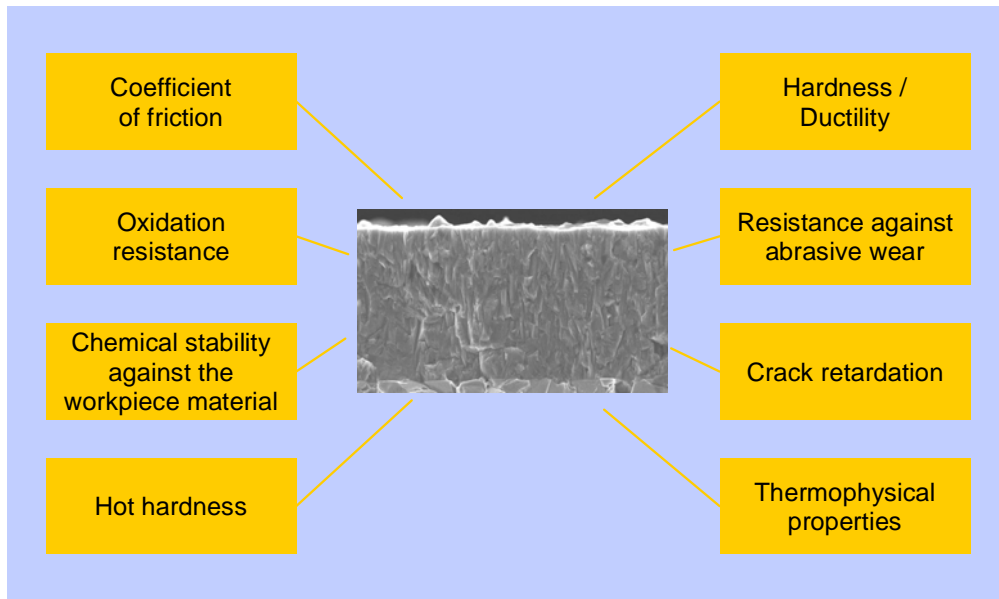 Coefficient
of friction
Oxidation
resistance
Chemical stability
against the
workpiece material
Hot hardness
Hardness /
Ductility
Resistance against
abrasive wear
Crack retardation
Thermophysical
properties